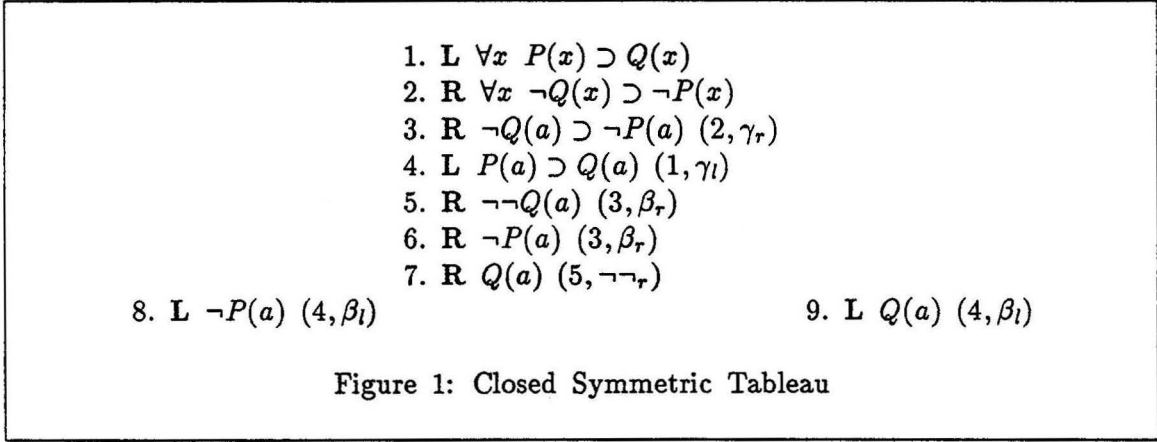 1. L ∀x P(x) ⊃ Q(x)
2. R ∀x ¬Q(x) ⊃ ¬P(x)
3. R ¬Q(a) ⊃ ¬P(a) (2, γᵣ)
4. L P(a) ⊃ Q(a) (1, γₗ)
5. R ¬¬Q(a) (3, βᵣ)
6. R ¬P(a) (3, βᵣ)
7. R Q(a) (5, ¬¬ᵣ)
8. L ¬P(a) (4, βₗ) 9. L Q(a) (4, βₗ)
Figure 1: Closed Symmetric Tableau